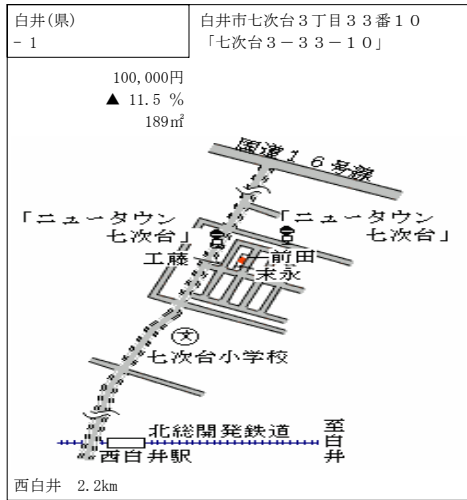 白井(県)
- 1
白井市七次台３丁目３３番１０
「七次台３－３３－１０」
100,000円
▲ 11.5 %
189㎡
国道１６号線
「ニュータウン
七次台」
「ニュータウン
七次台」
工藤
前田
末永
文
七次台小学校
北総開発鉄道
西白井駅
至白井
西白井 2.2km